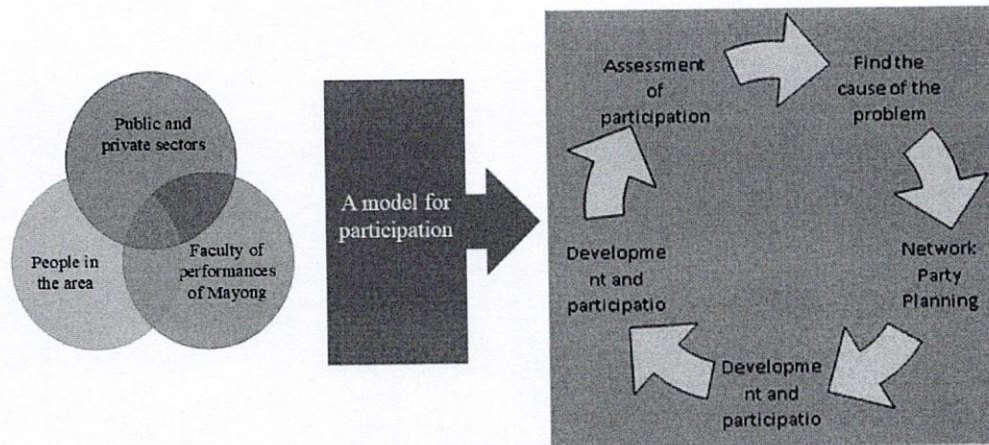 Public and
private sectors
People in
the area
Faculty of
performances
of Mayong
A model for
participation
Assessment
of
participation
Find the
cause of the
problem
Network
Party
Planning
Developme
nt and
participatio
Developme
nt and
participatio